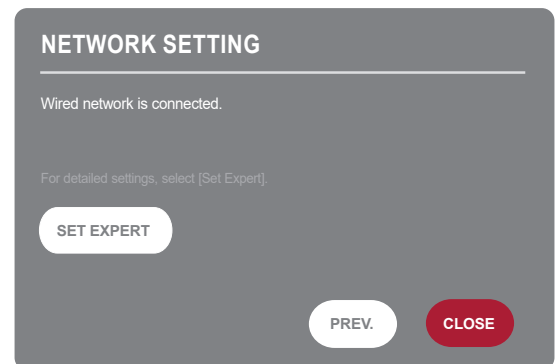 NETWORK SETTING
Wired network is connected.
For detailed settings, select [Set Expert].
SET EXPERT
PREV.
CLOSE